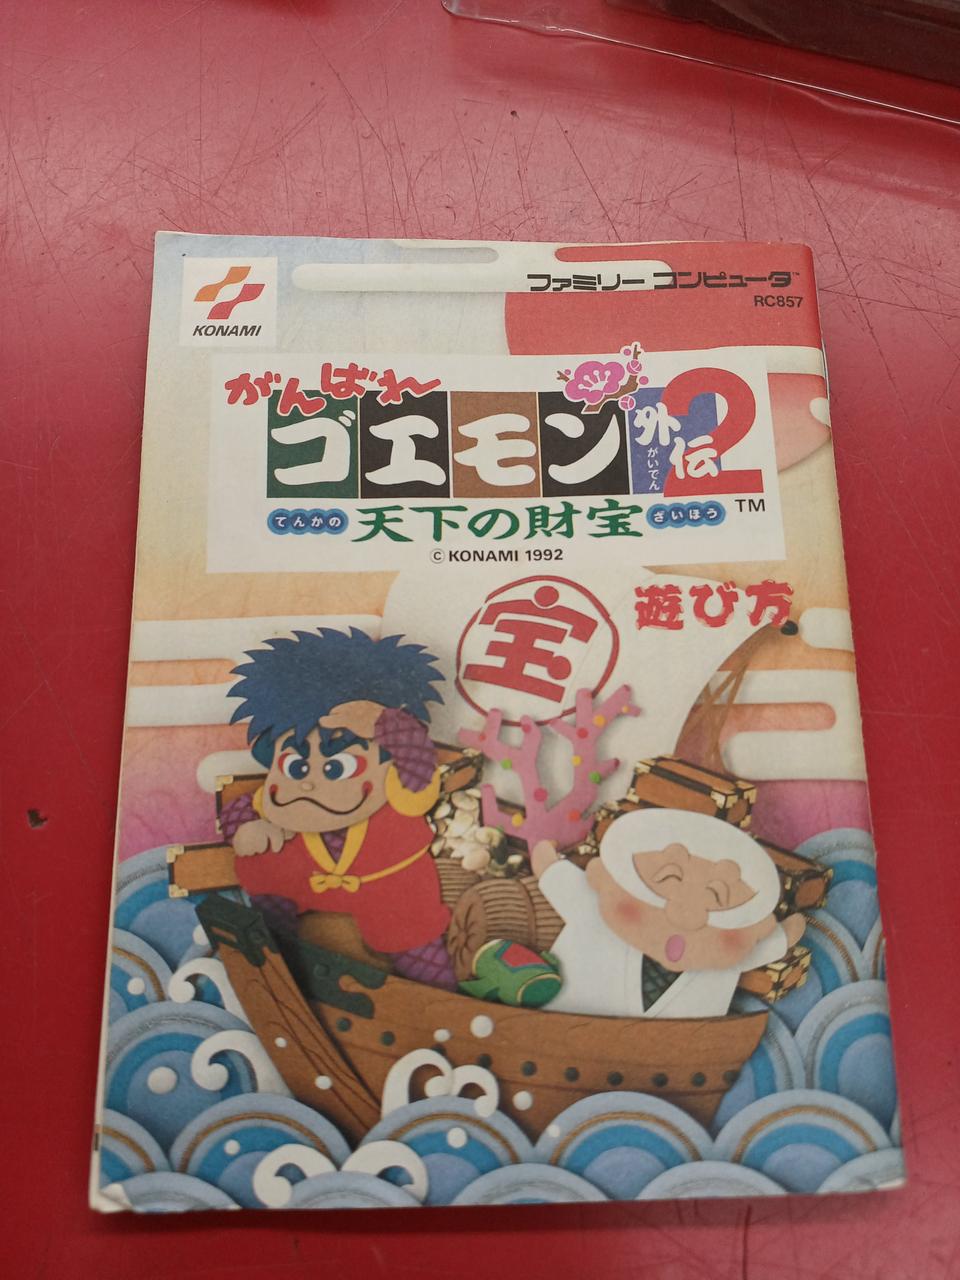 KONAMI
ファミリーコンピュータ™
RC857
がんばれ
ゴエモン外伝2
がいでん
てんかの 天下の財宝 ざいほう
TM
© KONAMI 1992
遊び方
宝